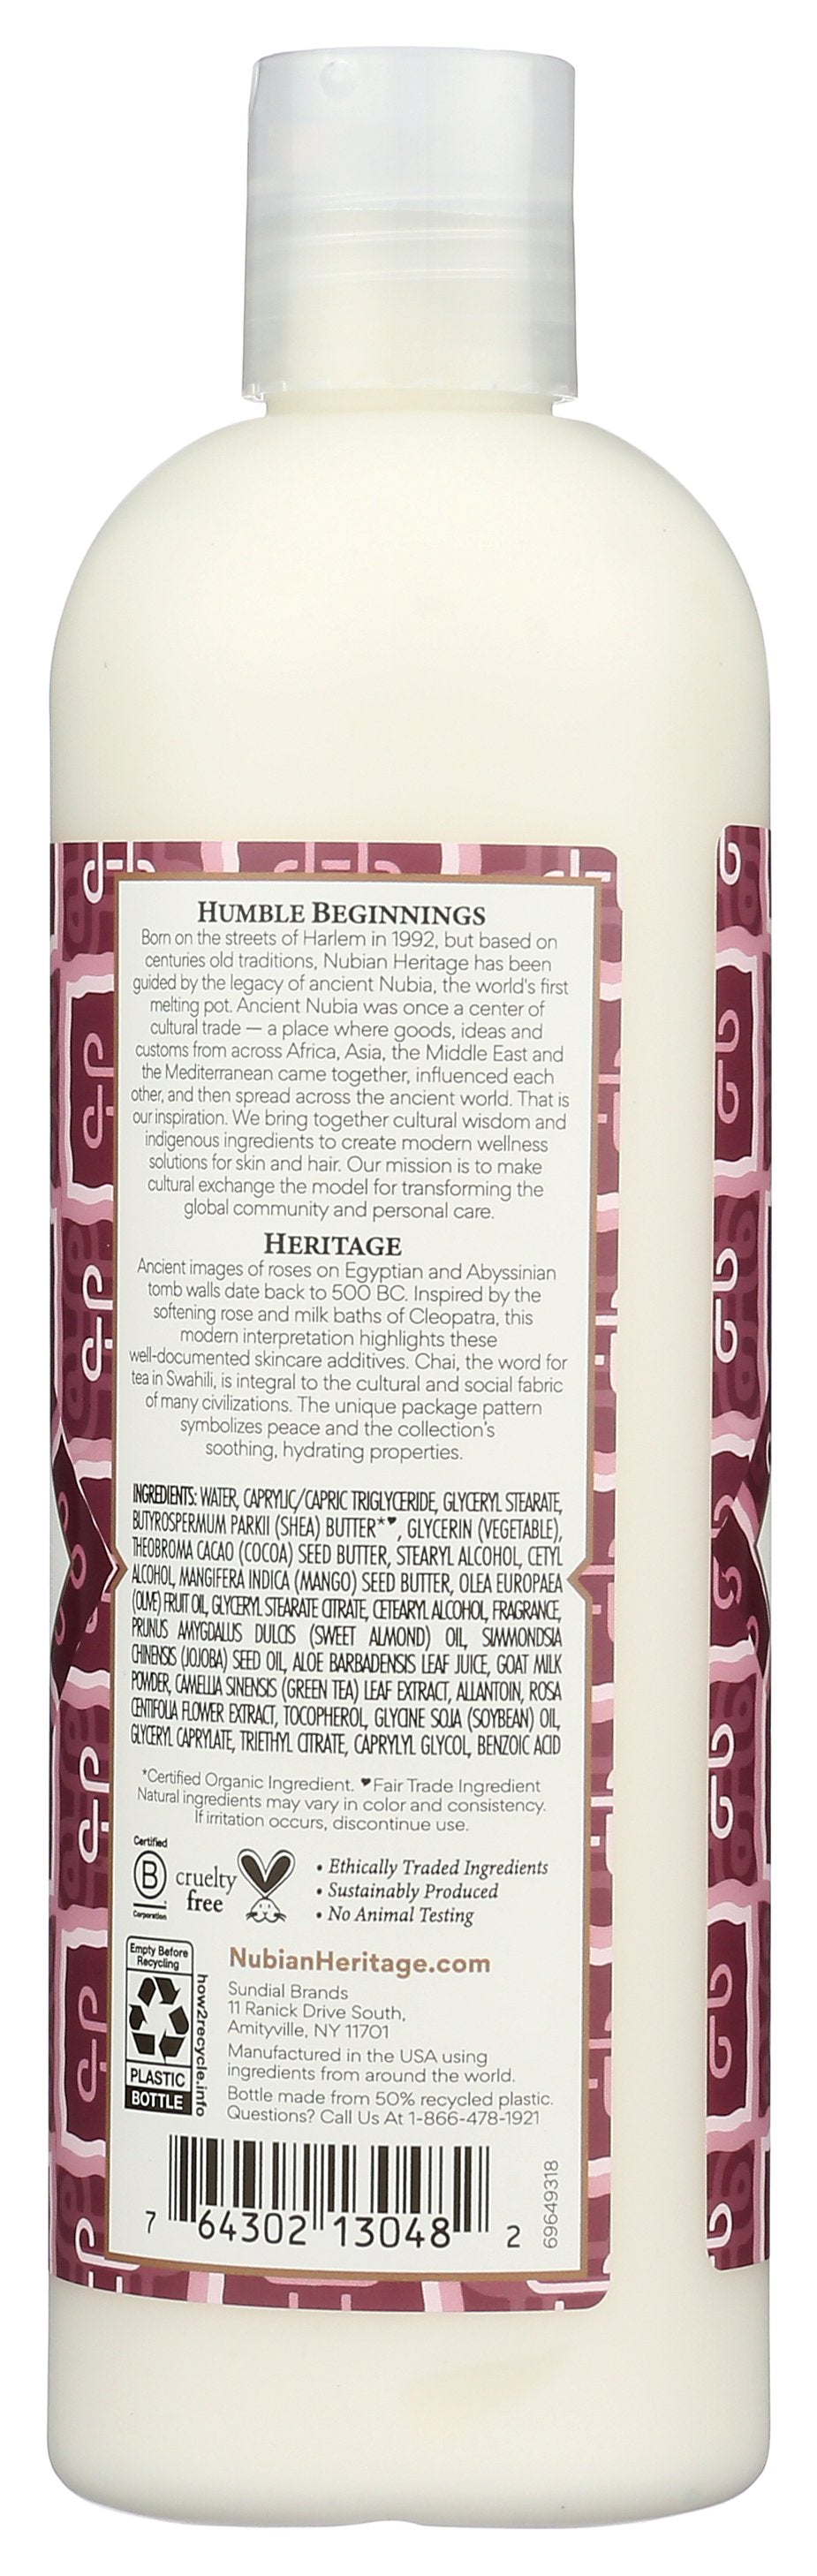 HUMBLE BEGINNINGS
Born on the streets of Harlem in 1992, but based on
centuries old traditions, Nubian Heritage has been
guided by the legacy of ancient Nubia, the world's first
melting pot. Ancient Nubia was once a center of
cultural trade — a place where goods, ideas and
customs from across Africa, Asia, the Middle East and
the Mediterranean came together, influenced each
other, and then spread across the ancient world. That is
our inspiration. We bring together cultural wisdom and
indigenous ingredients to create modern wellness
solutions for skin and hair. Our mission is to make
cultural exchange the model for transforming the
global community and personal care.
HERITAGE
Ancient images of roses on Egyptian and Abyssinian
tomb walls date back to 500 BC. Inspired by the
softening rose and milk baths of Cleopatra, this
modern interpretation highlights these
well-documented skincare additives. Chai, the word for
tea in Swahili, is integral to the cultural and social fabric
of many civilizations. The unique package pattern
symbolizes peace and the collection's
soothing, hydrating properties.
INGREDIENTS: WATER, CAPRYLIC/CAPRIC TRIGLYCERIDE, GLYCERYL STEARATE,
BUTYROSPERMUM PARKII (SHEA) BUTTER*♥, GLYCERIN (VEGETABLE),
THEOBROMA CACAO (COCOA) SEED BUTTER, STEARYL ALCOHOL, CETYL
ALCOHOL, MANGIFERA INDICA (MANGO) SEED BUTTER, OLEA EUROPAEA
(OLIVE) FRUIT OIL, GLYCERYL STEARATE CITRATE, CETEARYL ALCOHOL, FRAGRANCE,
PRUNUS AMYGDALUS DULCIS (SWEET ALMOND) OIL, SIMMONDSIA
CHINENSIS (JOJOBA) SEED OIL, ALOE BARBADENSIS LEAF JUICE, GOAT MILK
POWDER, CAMELLIA SINENSIS (GREEN TEA) LEAF EXTRACT, ALLANTOIN, ROSA
CENTIFOLIA FLOWER EXTRACT, TOCOPHEROL, GLYCINE SOJA (SOYBEAN) OIL,
GLYCERYL CAPRYLATE, TRIETHYL CITRATE, CAPRYLYL GLYCOL, BENZOIC ACID
*Certified Organic Ingredient. ♥Fair Trade Ingredient
Natural ingredients may vary in color and consistency.
If irritation occurs, discontinue use.
Certified
B
Corporation
cruelty
free
• Ethically Traded Ingredients
• Sustainably Produced
• No Animal Testing
Empty Before
Recycling
PLASTIC
BOTTLE
how2recycle.info
NubianHeritage.com
Sundial Brands
11 Ranick Drive South,
Amityville, NY 11701
Manufactured in the USA using
ingredients from around the world.
Bottle made from 50% recycled plastic.
Questions? Call Us At 1-866-478-1921
7 64302 13048 2
69649318